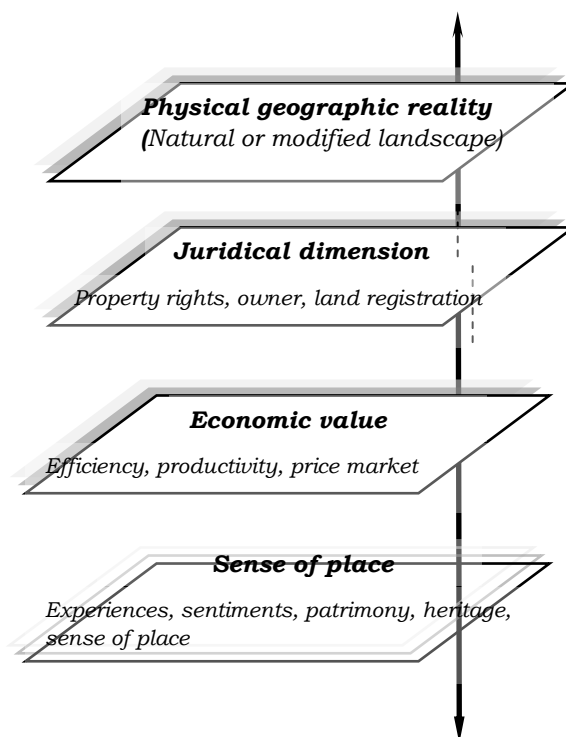 Physical geographic reality
(Natural or modified landscape)
Juridical dimension
Property rights, owner, land registration
Economic value
Efficiency, productivity, price market
Sense of place
Experiences, sentiments, patrimony, heritage,
sense of place